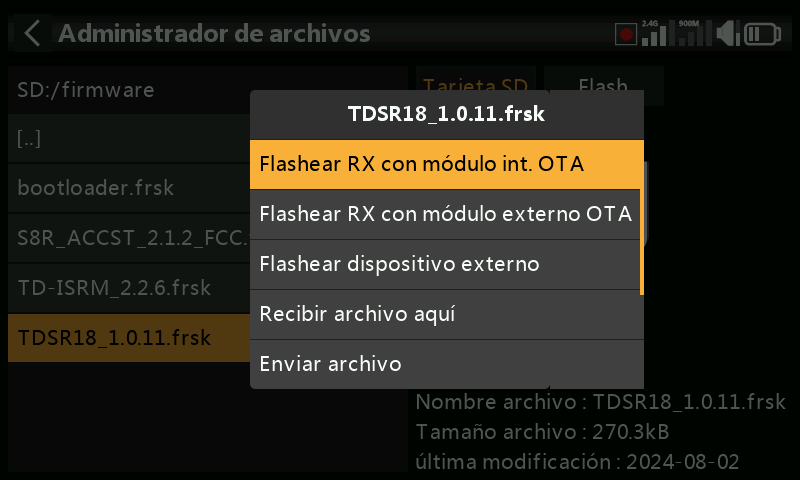 Administrador de archivos
2.4G
900M
SD:/firmware
Tarjeta SD
Flash
[..]
bootloader.frsk
S8R_ACCST_2.1.2_FCC.
TD-ISRM_2.2.6.frsk
TDSR18_1.0.11.frsk
TDSR18_1.0.11.frsk
Flashear RX con módulo int. OTA
Flashear RX con módulo externo OTA
Flashear dispositivo externo
Recibir archivo aquí
Enviar archivo
Nombre archivo : TDSR18_1.0.11.frsk
Tamaño archivo : 270.3kB
última modificación : 2024-08-02